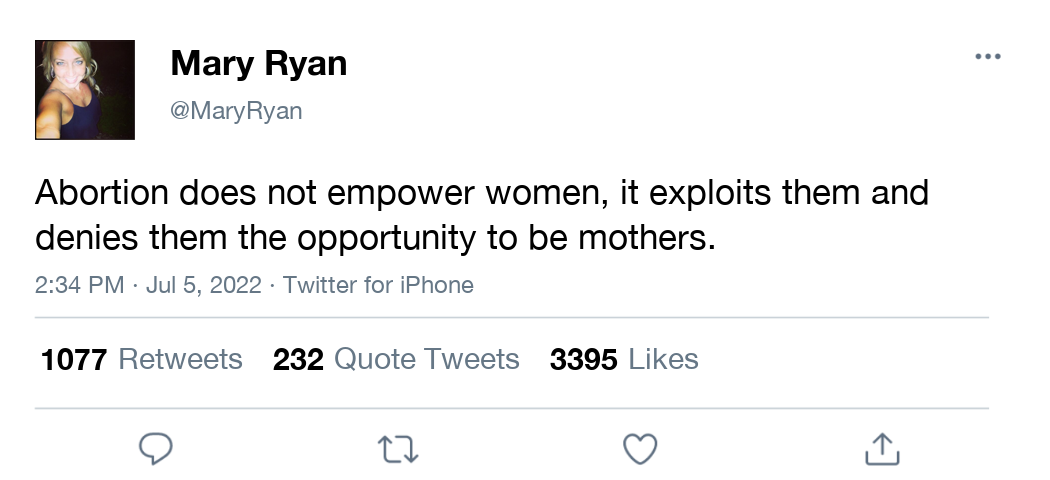 Mary Ryan
@MaryRyan
Abortion does not empower women, it exploits them and
denies them the opportunity to be mothers.
2:34 PM · Jul 5, 2022 · Twitter for iPhone
1077 Retweets 232 Quote Tweets 3395 Likes